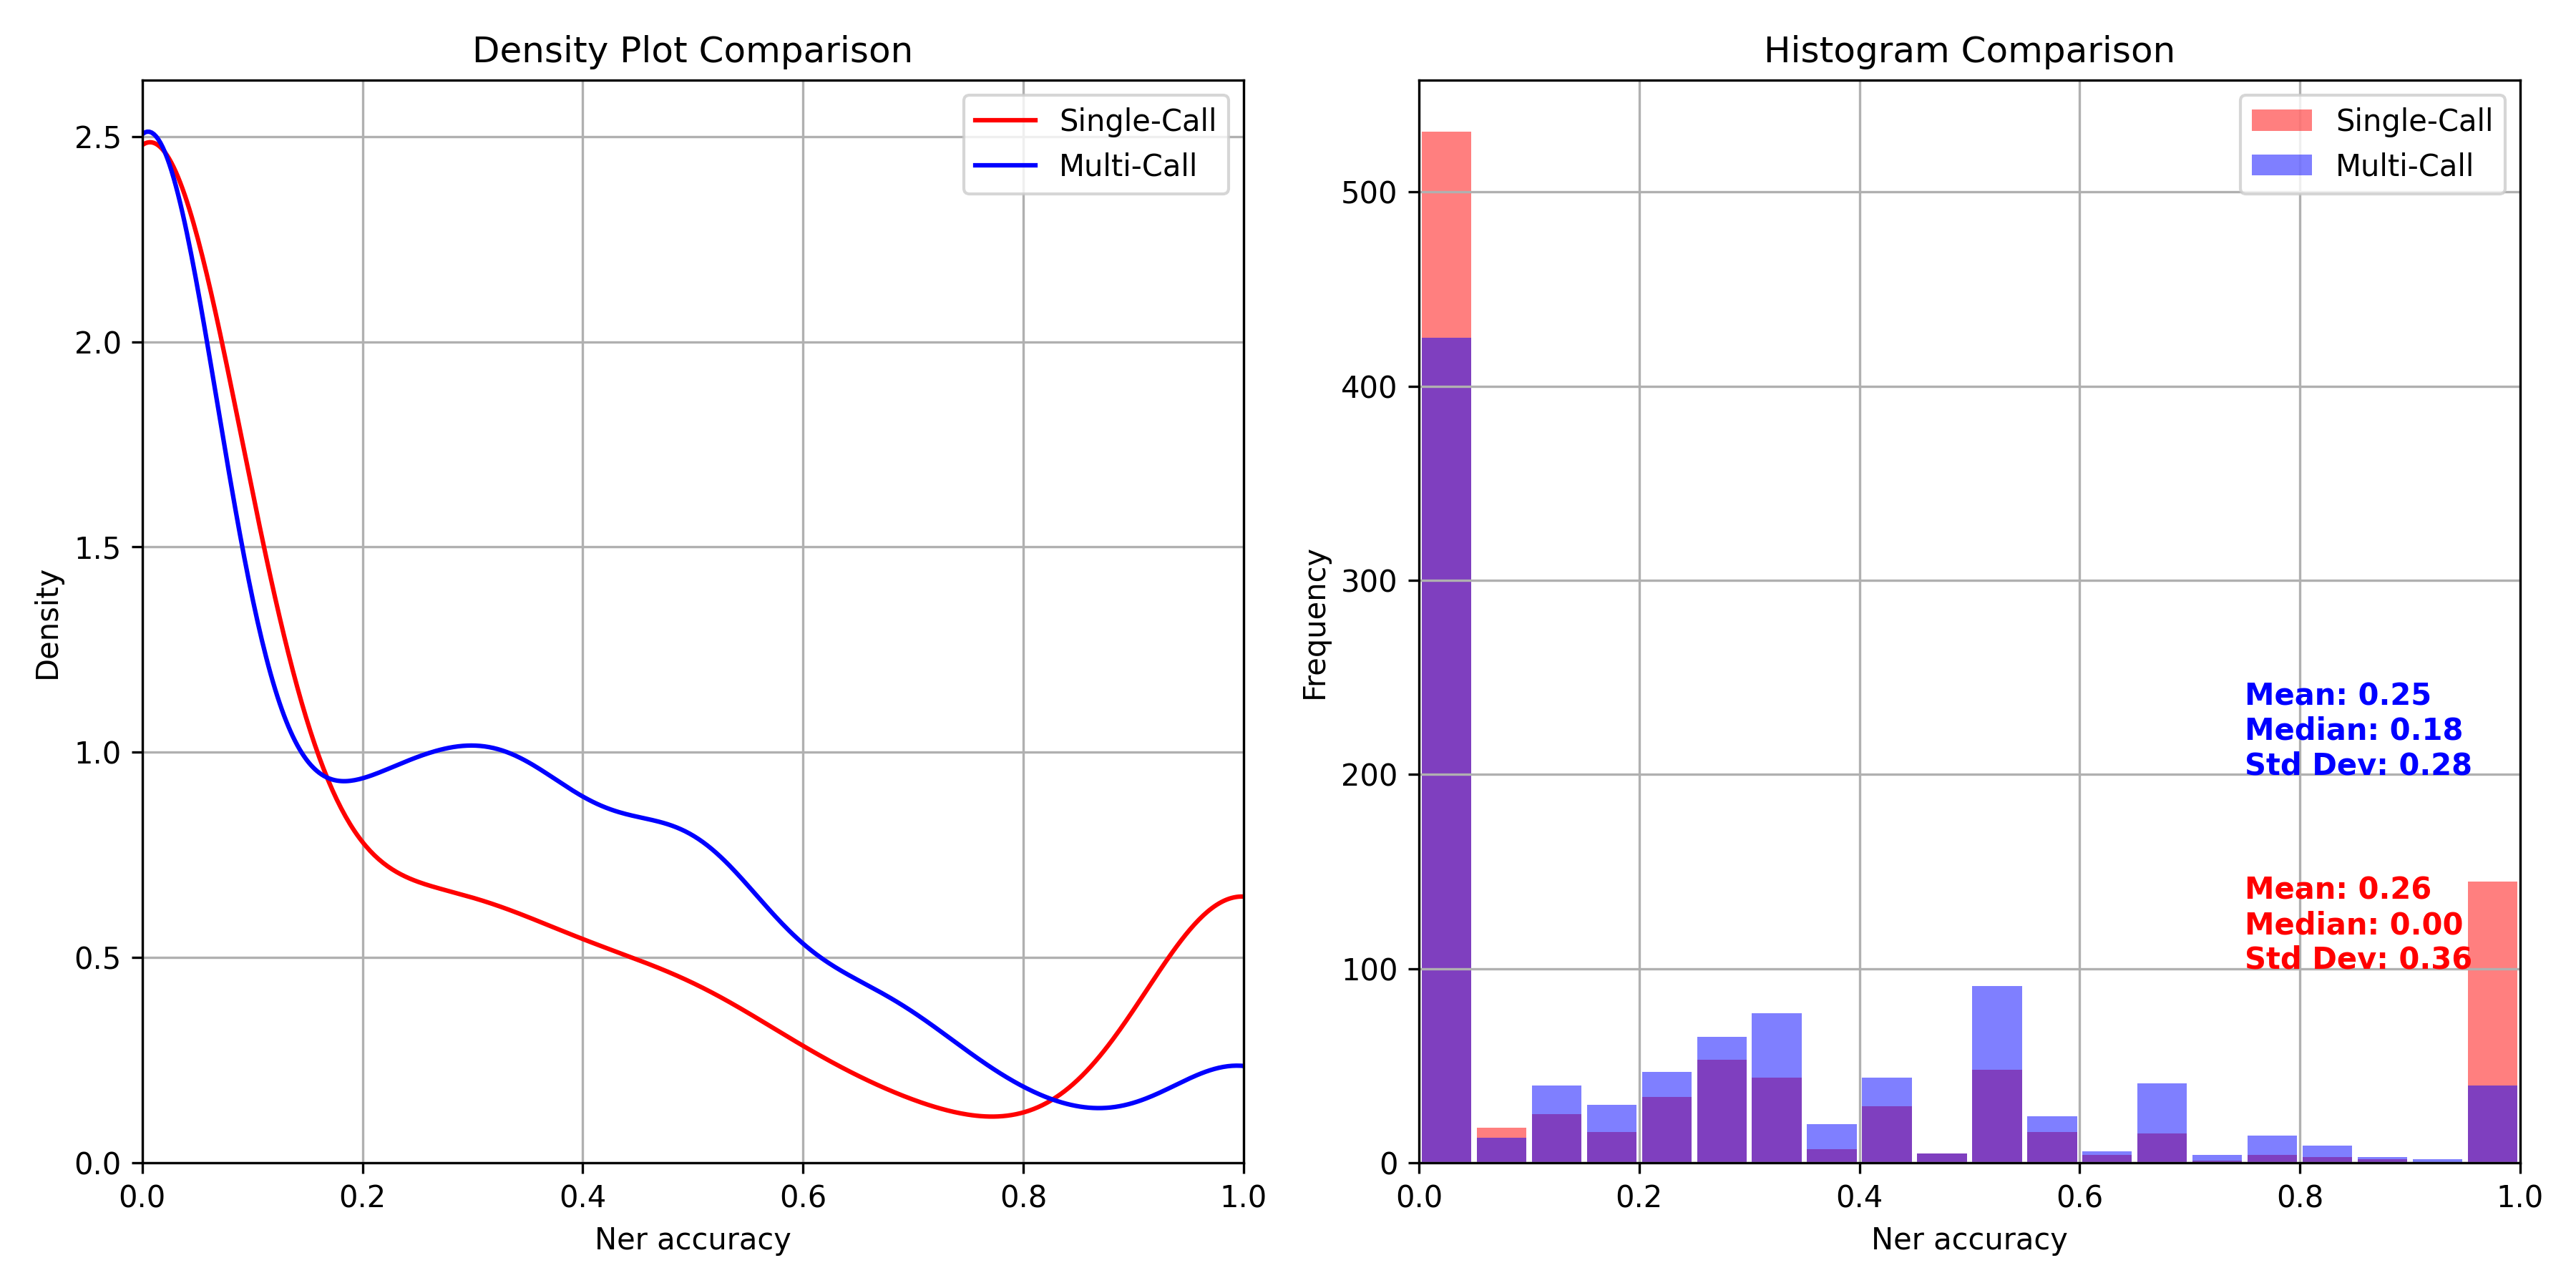 Density Plot Comparison
Single-Call
Multi-Call
2.5
2.0
1.5
1.0
0.5
0.0
Density
0.0 0.2 0.4 0.6 0.8 1.0
Ner accuracy
Histogram Comparison
Single-Call
Multi-Call
500
400
300
200
100
0
Frequency
Mean: 0.25
Median: 0.18
Std Dev: 0.28
Mean: 0.26
Median: 0.00
Std Dev: 0.36
0.0 0.2 0.4 0.6 0.8 1.0
Ner accuracy